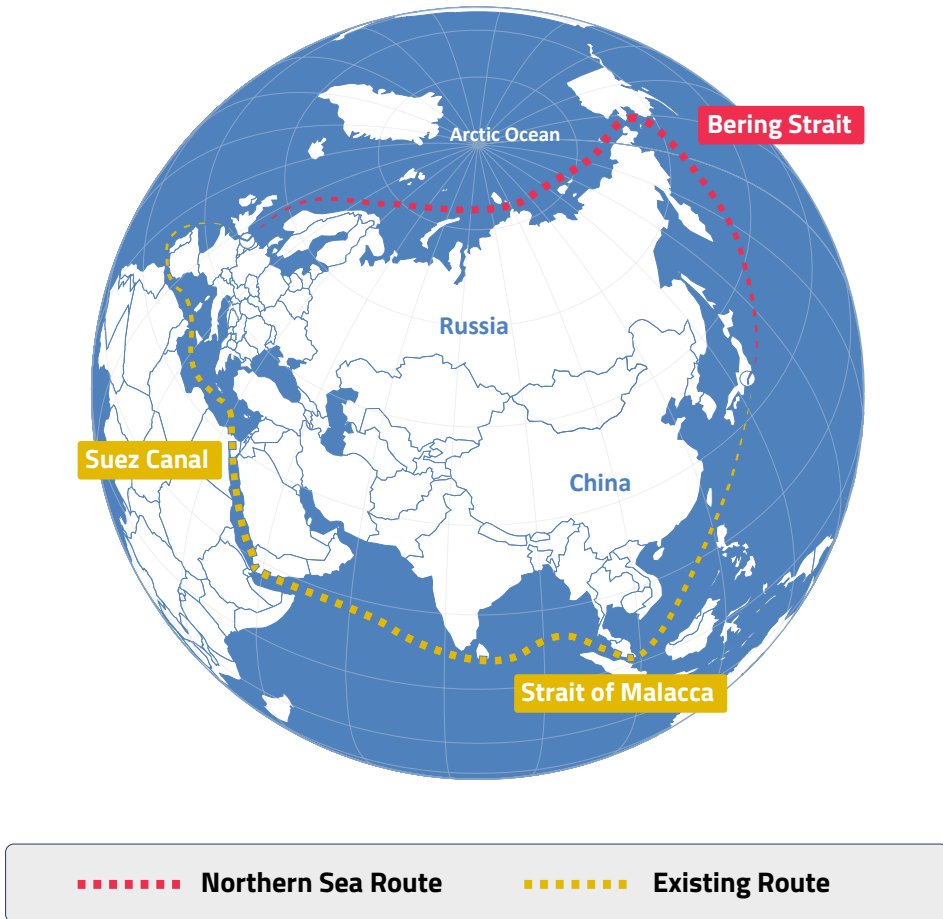 Bering Strait
Arctic Ocean
Russia
Suez Canal
China
Strait of Malacca
Northern Sea Route
Existing Route